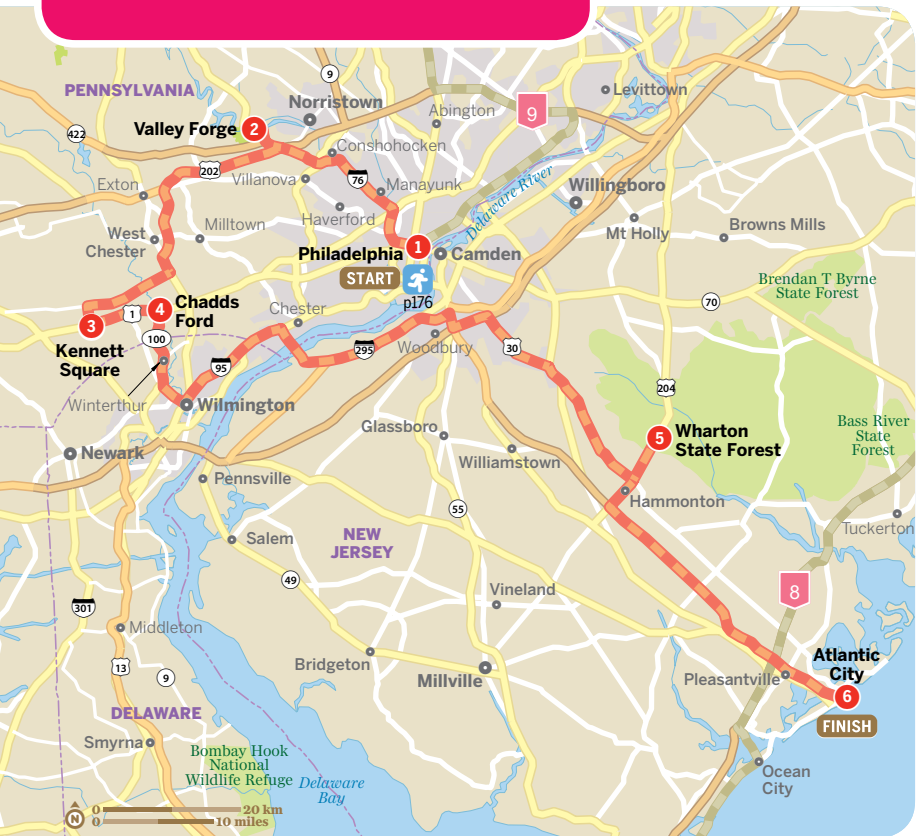 PENNSYLVANIA
9
Norristown
Levittown
Abington
9
422
Valley Forge
2
Conshohocken
202
Villanova
76
Manayunk
Exton
Willingboro
Delaware River
Haverford
Milltown
West
Chester
Mt Holly
Browns Mills
Philadelphia
1
Camden
START
p176
Brendan T Byrne
State Forest
70
Chadds
Ford
4
1
3
Kennett
Square
Chester
100
295
Woodbury
30
95
204
Winterthur
Wilmington
Glassboro
5
Wharton
State Forest
Bass River
State
Forest
Newark
Williamstown
Pennsville
Hammonton
55
Salem
NEW
JERSEY
Tuckerton
49
Vineland
8
301
Middleton
Atlantic
City
Bridgeton
Millville
Pleasantville
6
FINISH
13
9
DELAWARE
Smyrna
Bombay Hook
National
Wildlife Refuge
Delaware
Bay
Ocean
City
N
0 20 km
0 10 miles